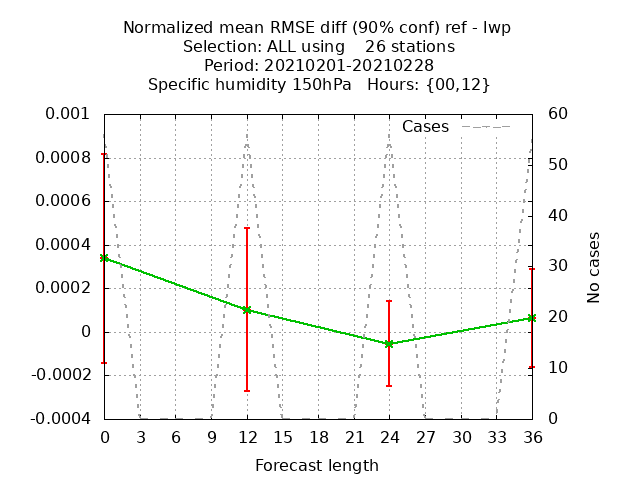 Normalized mean RMSE diff (90% conf) ref - lwp
Selection: ALL using    26 stations
Period: 20210201-20210228
Specific humidity 150hPa   Hours: {00,12}
Cases
0.001
0.0008
0.0006
0.0004
0.0002
0
-0.0002
-0.0004
60
50
40
30
20
10
0
No cases
0 3 6 9 12 15 18 21 24 27 30 33 36
Forecast length